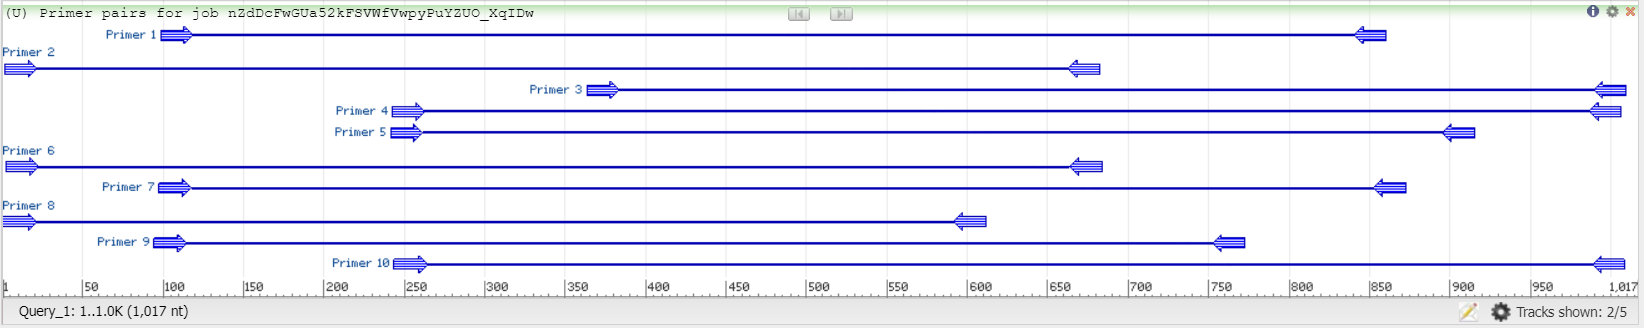 (U) Primer pairs for job nZdDcFwGUa52kFSVWfVwpyPuYZUO_XqIDw
Primer 1
Primer 2
Primer 3
Primer 4
Primer 5
Primer 6
Primer 7
Primer 8
Primer 9
Primer 10
1 50 100 150 200 250 300 350 400 450 500 550 600 650 700 750 800 850 900 950 1,017
Query_1: 1..1.0K (1,017 nt) Tracks shown: 2/5